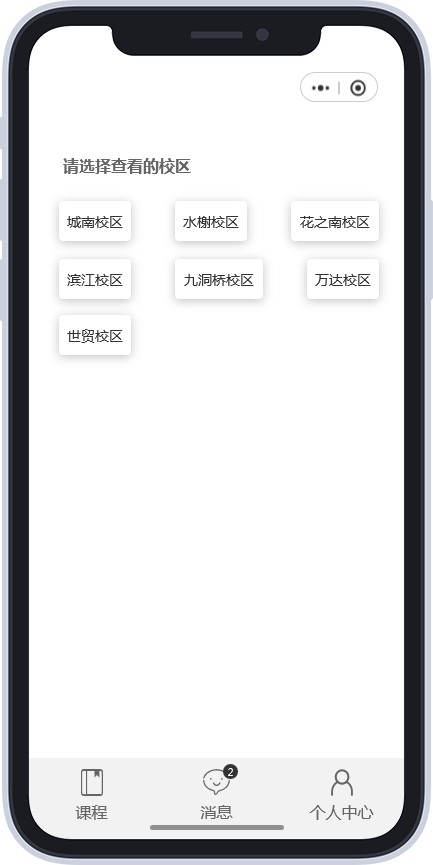 请选择查看的校区
城南校区 水榭校区 花之南校区
滨江校区 九洞桥校区 万达校区
世贸校区
2
课程 消息 个人中心